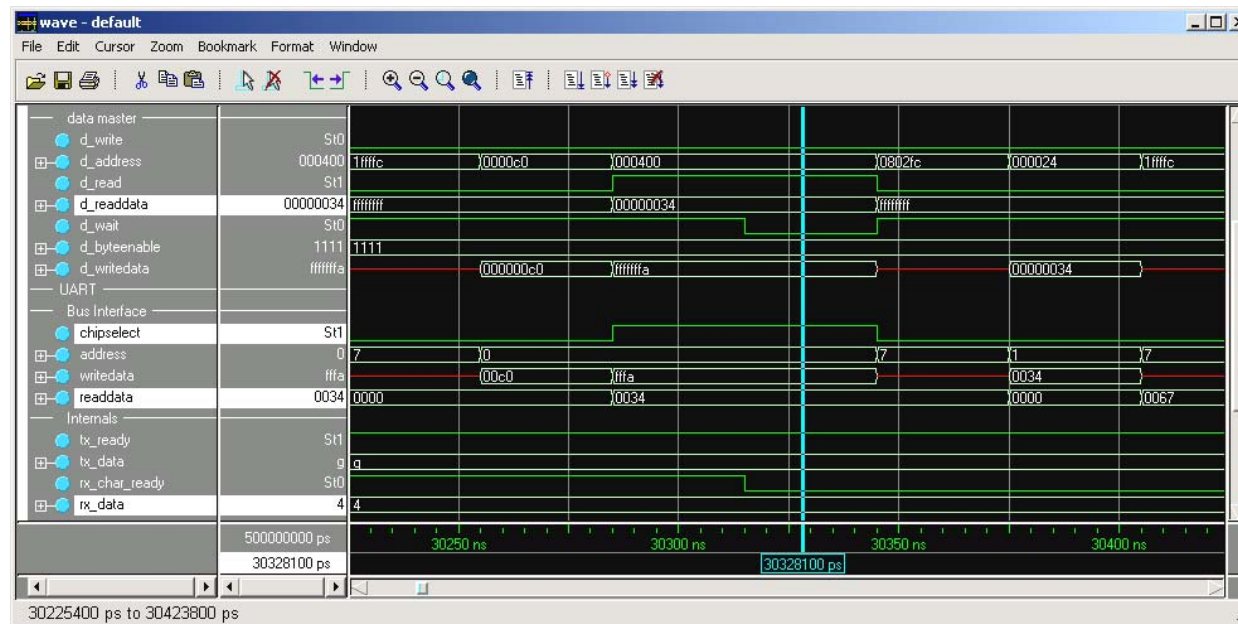 wave - default
File Edit Cursor Zoom Bookmark Format Window
data master
d_write St0
d_address 000400 1ffffc 0000c0 000400 0802fc 000024 1ffffc
d_read St1
d_readdata 00000034 ffffffff 00000034 ffffffff
d_wait St0
d_byteenable 1111 1111
d_writedata fffffffa 000000c0 fffffffa 00000034
UART
Bus Interface
chipselect St1
address 0 7 0 7 1 7
writedata fffa 00c0 fffa 0034
readdata 0034 0000 0034 0000 0067
Internals
tx_ready St1
tx_data g g
rx_char_ready St0
rx_data 4 4
500000000 ps 30250 ns 30300 ns 30350 ns 30400 ns
30328100 ps 30328100 ps
30225400 ps to 30423800 ps